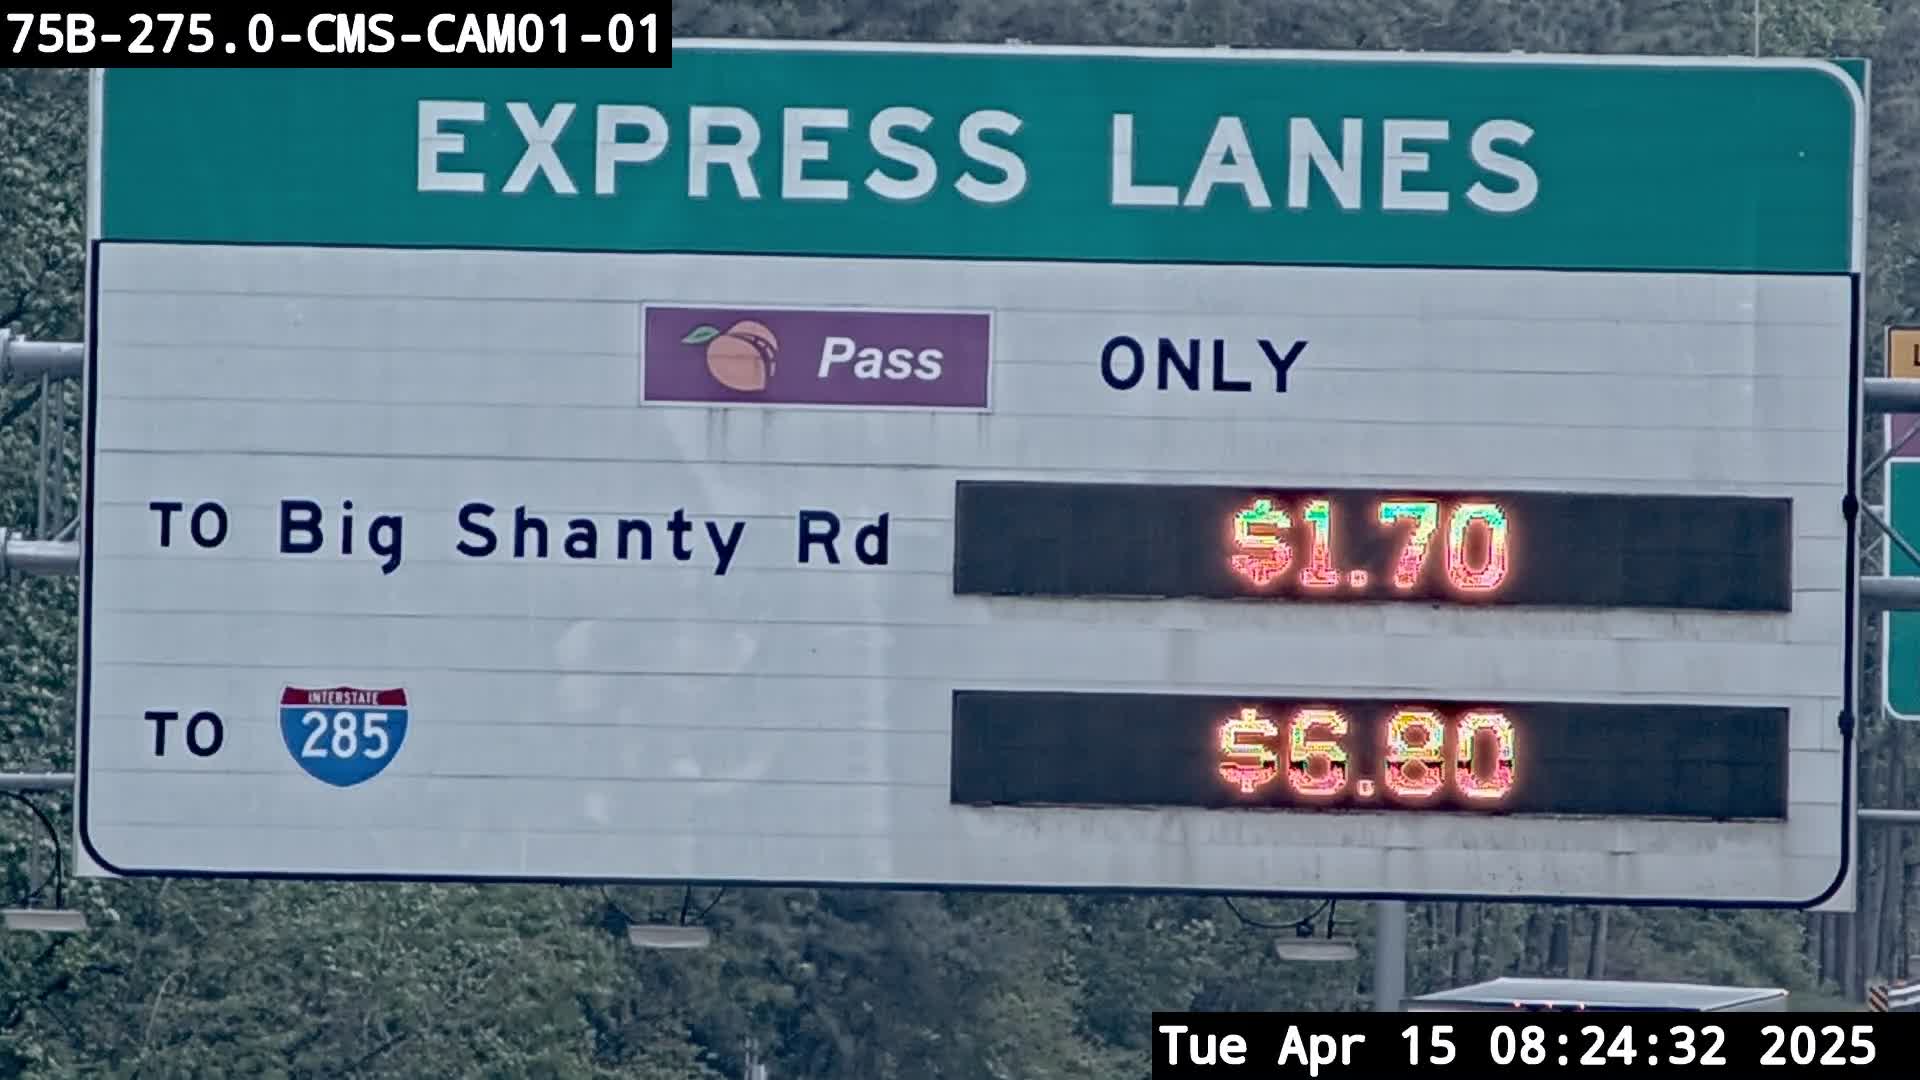 75B-275.0-CMS-CAM01-01
EXPRESS LANES
Pass ONLY
TO Big Shanty Rd $1.70
TO INTERSTATE 285 $6.80
Tue Apr 15 08:24:32 2025